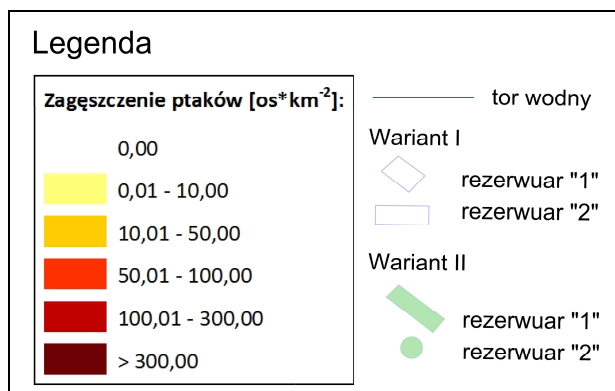 Legenda
Zagęszczenie ptaków [os*km⁻²]:
0,00
0,01 - 10,00
10,01 - 50,00
50,01 - 100,00
100,01 - 300,00
> 300,00
tor wodny
Wariant I
rezerwuar "1"
rezerwuar "2"
Wariant II
rezerwuar "1"
rezerwuar "2"